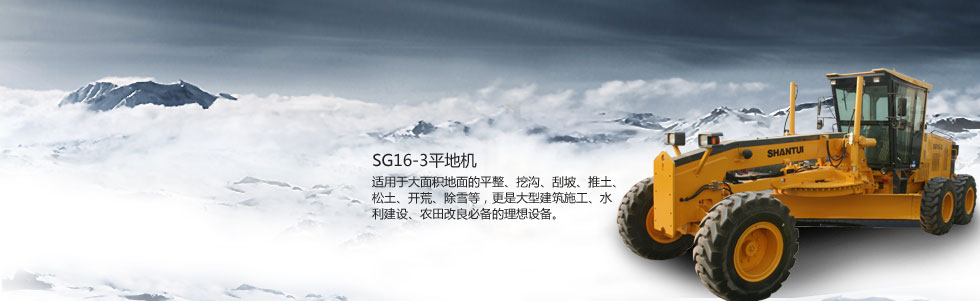 SG16-3平地机
适用于大面积地面的平整、挖沟、刮坡、推土、
松土、开荒、除雪等，更是大型建筑施工、水
利建设、农田改良必备的理想设备。
SHANTUI